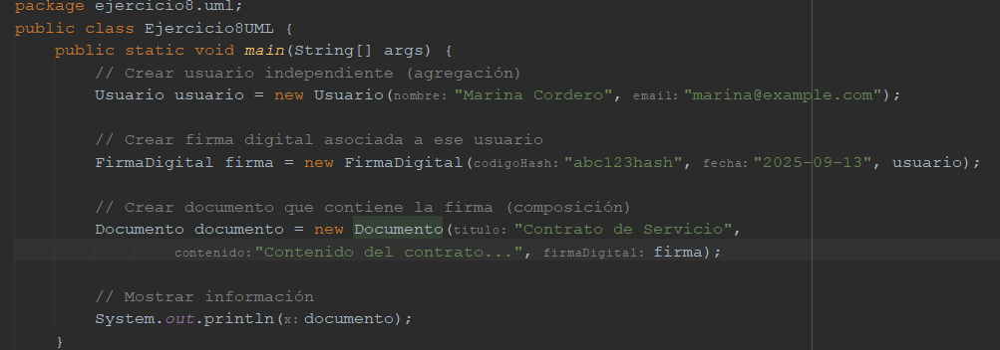 package ejercicio8.uml;
public class Ejercicio8UML {
public static void main(String[] args) {
// Crear usuario independiente (agregación)
Usuario usuario = new Usuario(nombre: "Marina Cordero", email: "marina@example.com");
// Crear firma digital asociada a ese usuario
FirmaDigital firma = new FirmaDigital(codigoHash: "abc123hash", fecha: "2025-09-13", usuario);
// Crear documento que contiene la firma (composición)
Documento documento = new Documento(titulo: "Contrato de Servicio",
contenido: "Contenido del contrato...", firmaDigital: firma);
// Mostrar información
System.out.println(x: documento);
}